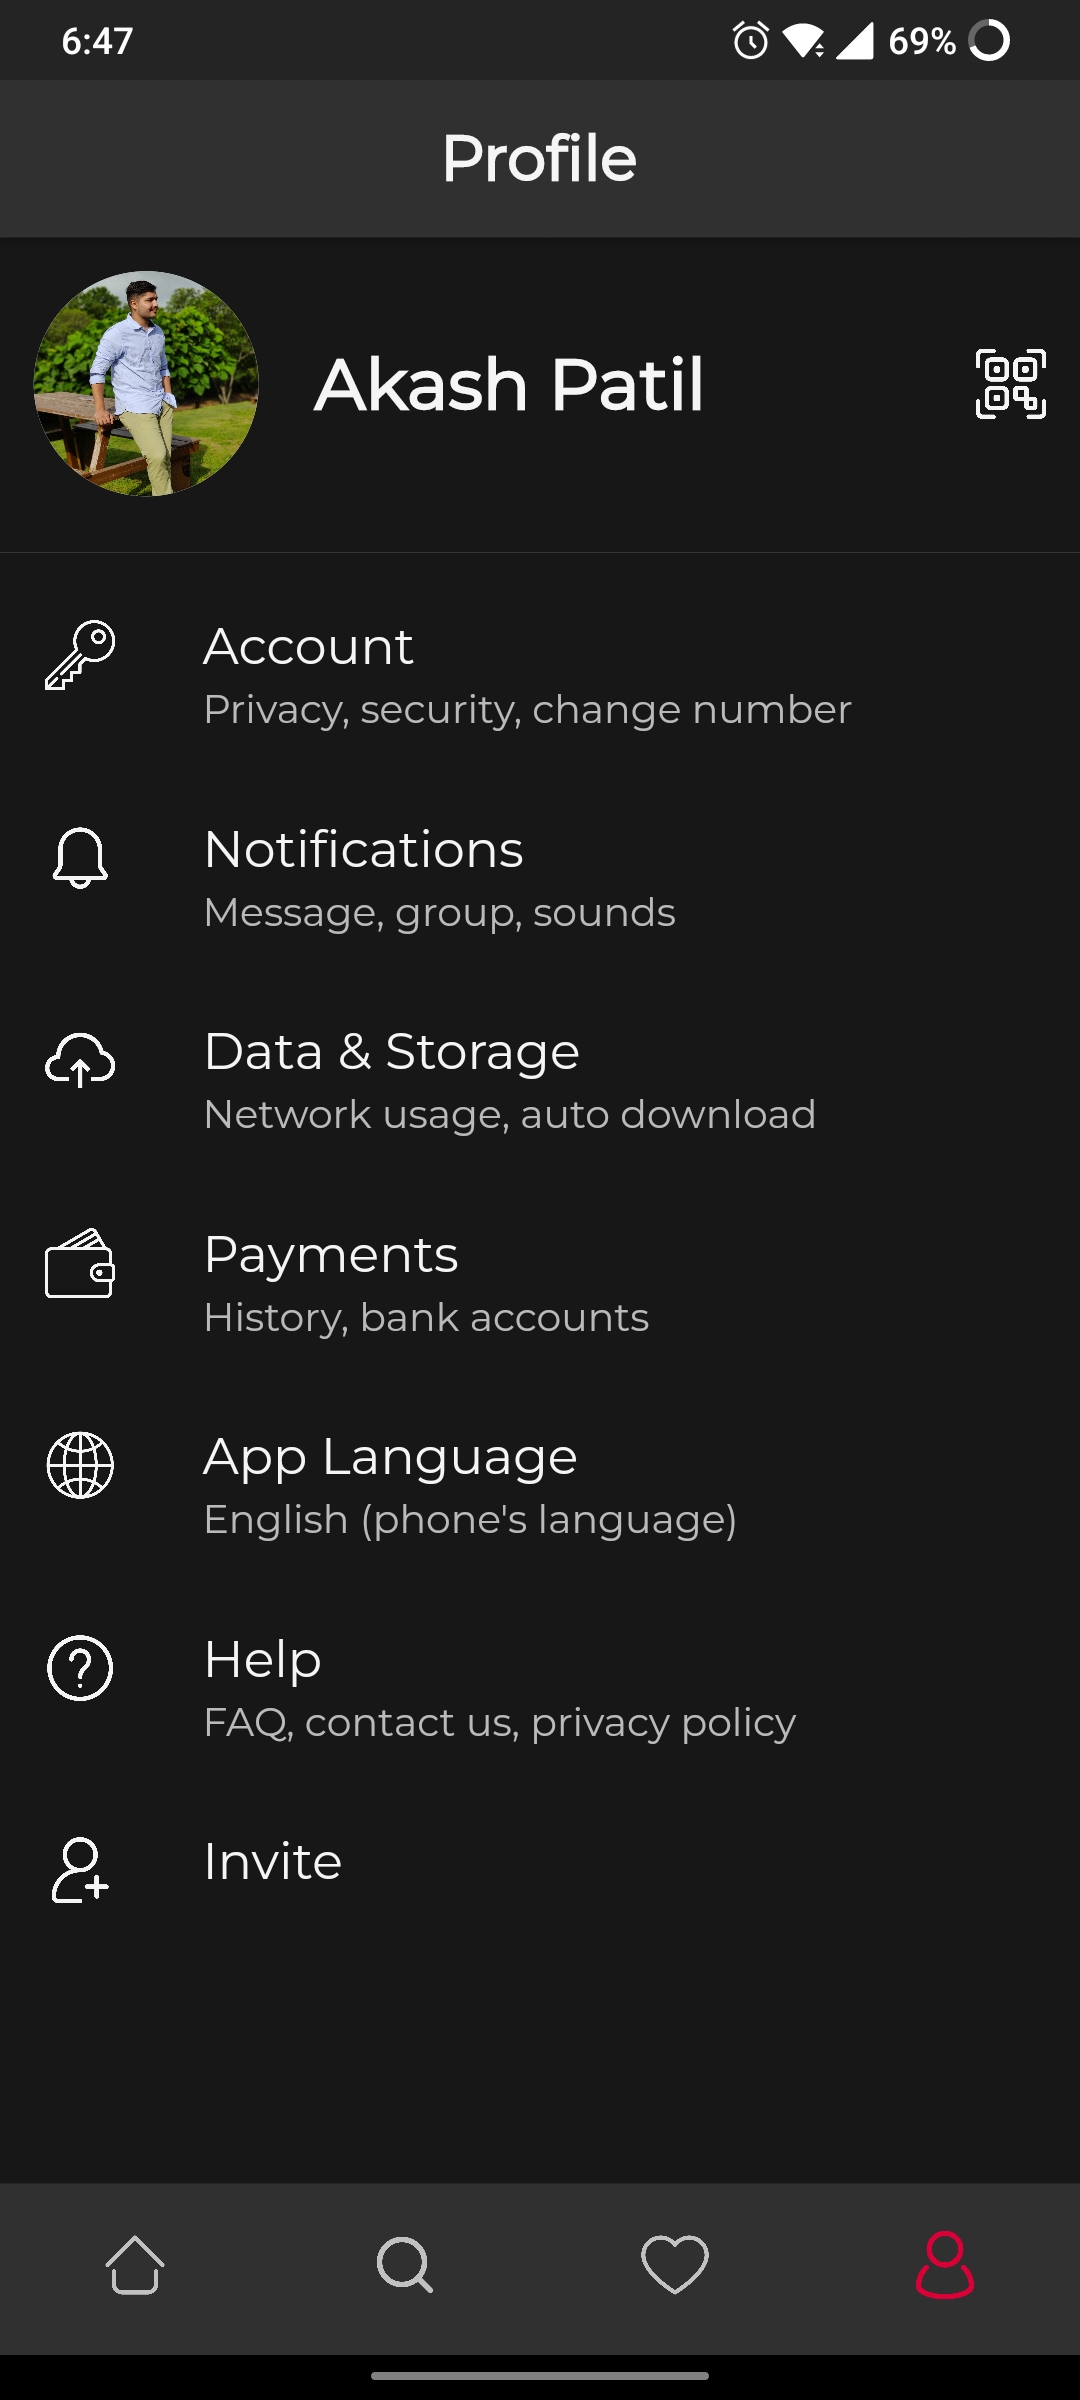 6:47
69%
Profile
Akash Patil
Account
Privacy, security, change number
Notifications
Message, group, sounds
Data & Storage
Network usage, auto download
Payments
History, bank accounts
App Language
English (phone's language)
Help
FAQ, contact us, privacy policy
Invite